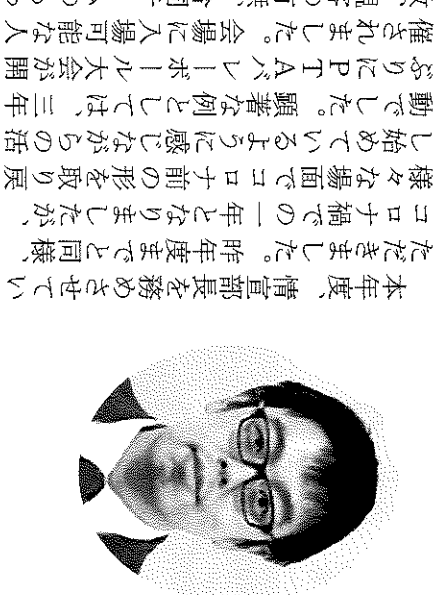 本年度、情宣部長を務めさせてい
ただきました。昨年度までと同様、
コロナ禍での一年となりましたが、
様々な場面でコロナ前の形を取り戻
し始めているように感じながらの活
動でした。顕著な例としては、三年
ぶりにPTAバレーボール大会が開
催されました。会場に入場可能な人